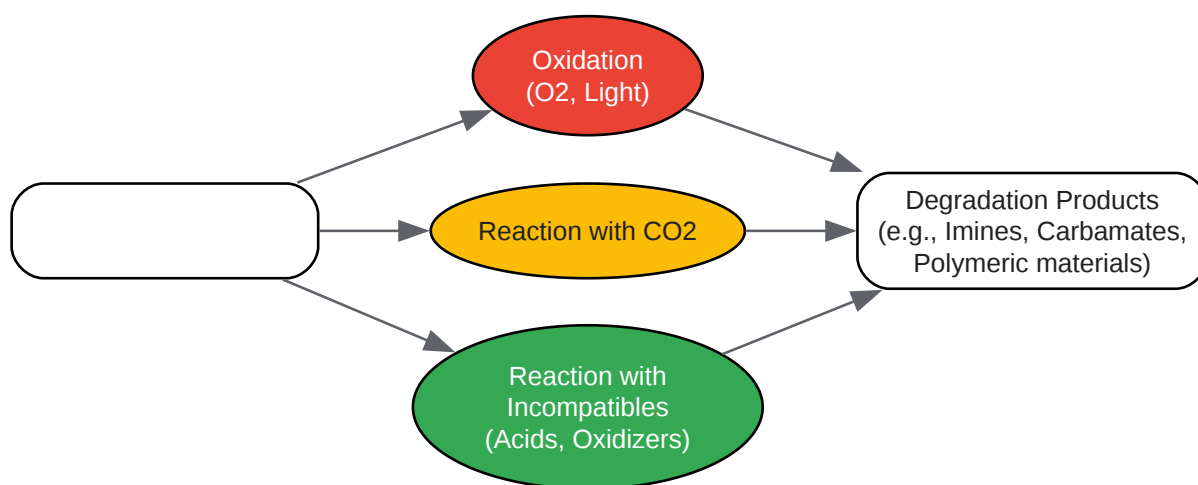 Oxidation
(O2, Light)
Reaction with CO2
Degradation Products
(e.g., Imines, Carbamates,
Polymeric materials)
Reaction with
Incompatibles
(Acids, Oxidizers)